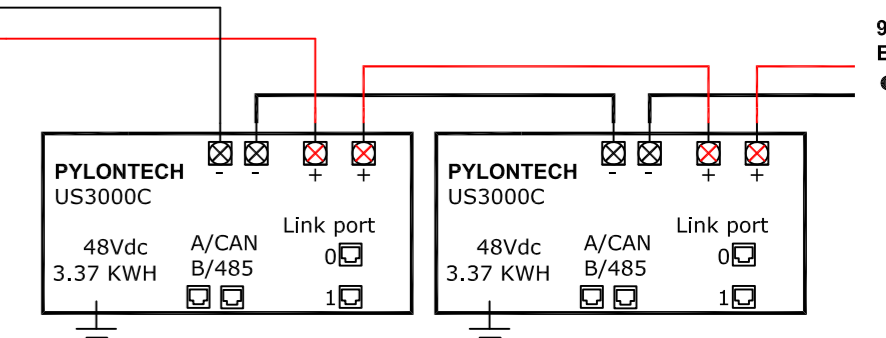 9
E
- - + +
PYLONTECH
US3000C
Link port
48Vdc
3.37 KWH
A/CAN
B/485
0
1
- - + +
PYLONTECH
US3000C
Link port
48Vdc
3.37 KWH
A/CAN
B/485
0
1